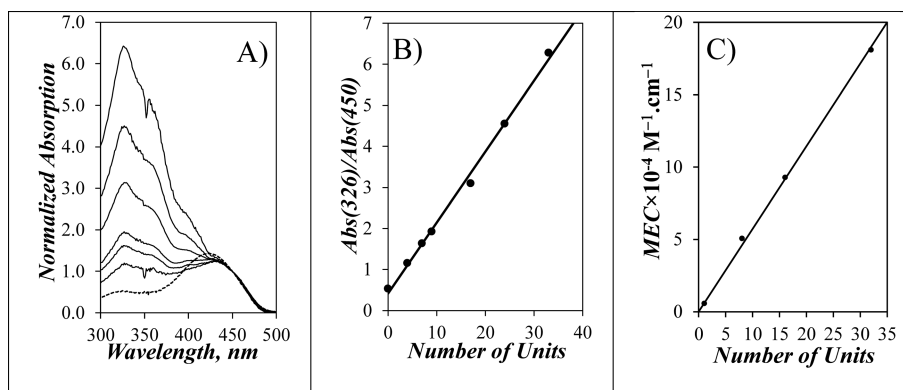 A)
Normalized Absorption
7.0
6.0
5.0
4.0
3.0
2.0
1.0
0.0
300 350 400 450 500
Wavelength, nm
B)
Abs(326)/Abs(450)
7
6
5
4
3
2
1
0
0 10 20 30 40
Number of Units
C)
MEC×10⁻⁴ M⁻¹.cm⁻¹
20
15
10
5
0
0 5 10 15 20 25 30 35
Number of Units